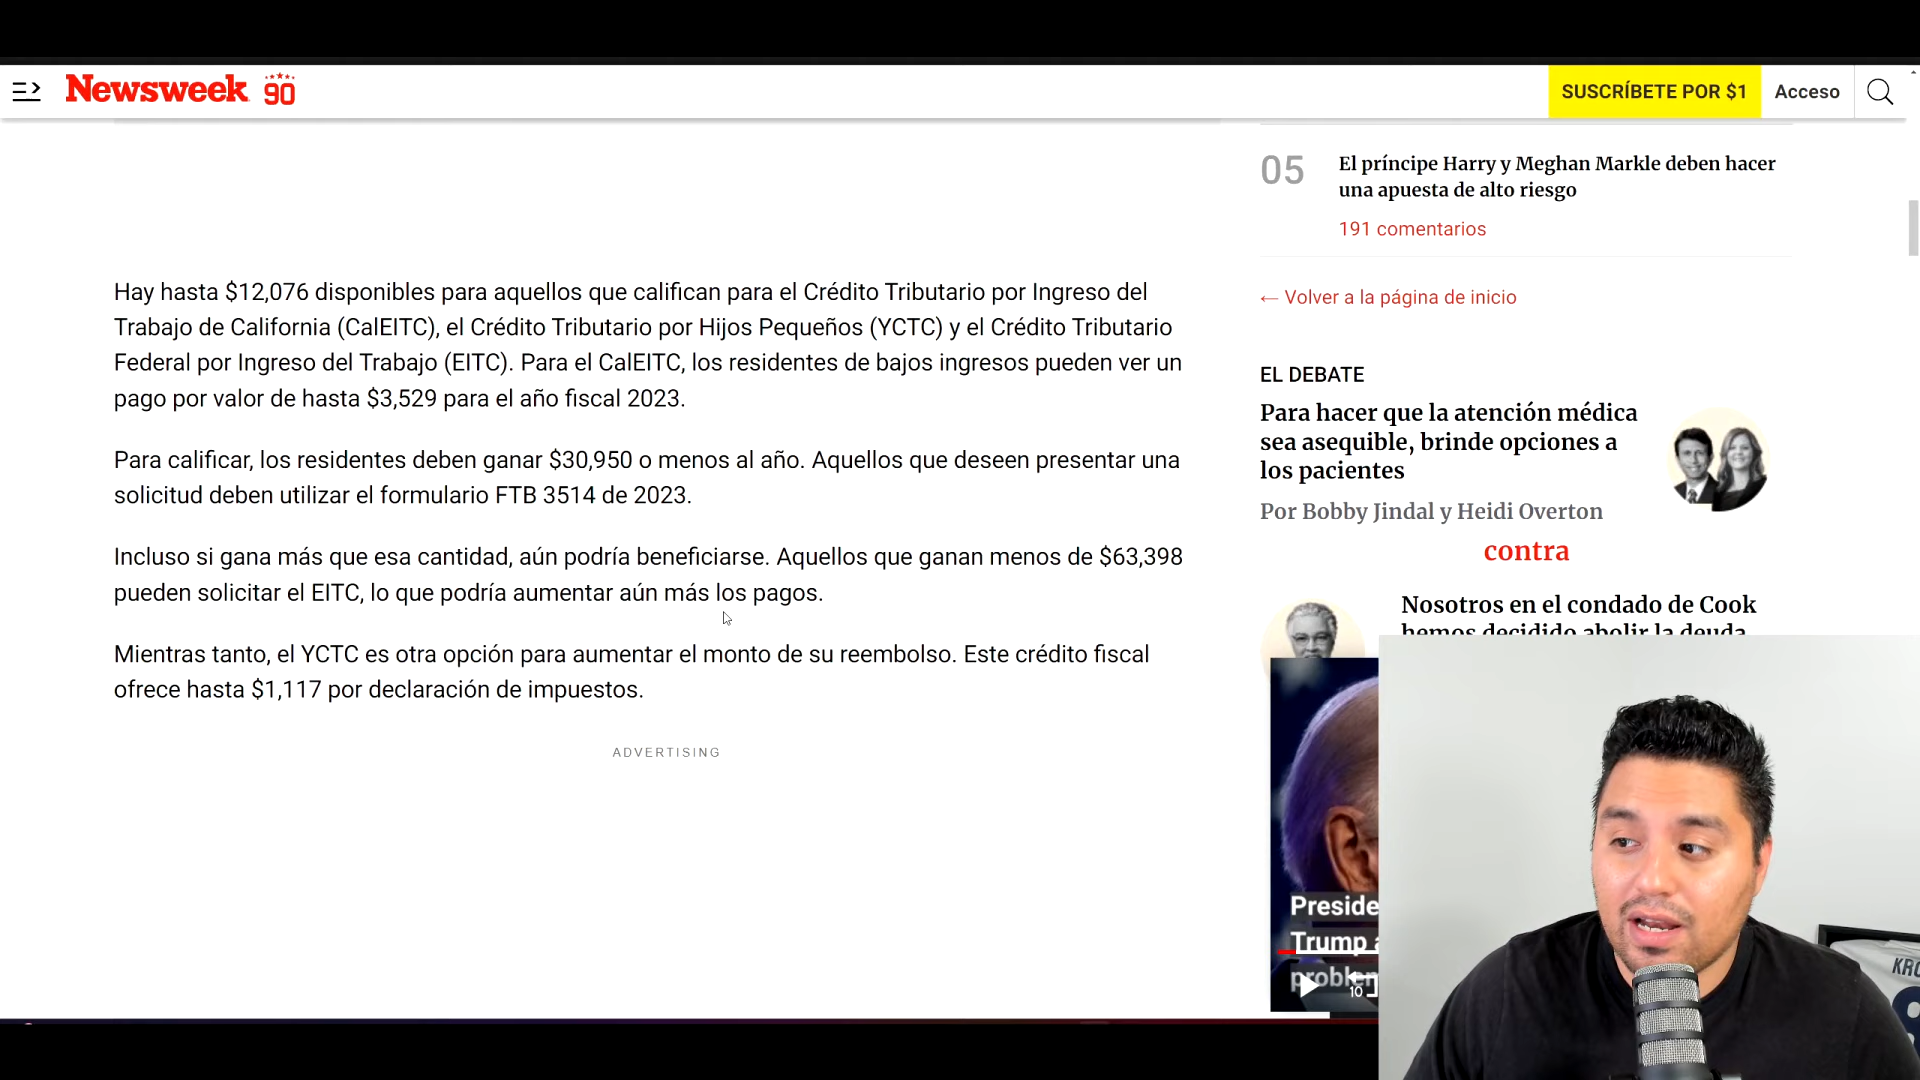 Newsweek 90
SUSCRÍBETE POR $1
Acceso
05
El príncipe Harry y Meghan Markle deben hacer
una apuesta de alto riesgo
191 comentarios
← Volver a la página de inicio
Hay hasta $12,076 disponibles para aquellos que califican para el Crédito Tributario por Ingreso del
Trabajo de California (CalEITC), el Crédito Tributario por Hijos Pequeños (YCTC) y el Crédito Tributario
Federal por Ingreso del Trabajo (EITC). Para el CalEITC, los residentes de bajos ingresos pueden ver un
pago por valor de hasta $3,529 para el año fiscal 2023.
Para calificar, los residentes deben ganar $30,950 o menos al año. Aquellos que deseen presentar una
solicitud deben utilizar el formulario FTB 3514 de 2023.
Incluso si gana más que esa cantidad, aún podría beneficiarse. Aquellos que ganan menos de $63,398
pueden solicitar el EITC, lo que podría aumentar aún más los pagos.
Mientras tanto, el YCTC es otra opción para aumentar el monto de su reembolso. Este crédito fiscal
ofrece hasta $1,117 por declaración de impuestos.
ADVERTISING
EL DEBATE
Para hacer que la atención médica
sea asequible, brinde opciones a
los pacientes
Por Bobby Jindal y Heidi Overton
contra
Nosotros en el condado de Cook
hemos decidido abolir la deuda
Preside
Trump a
problem
10
KRO